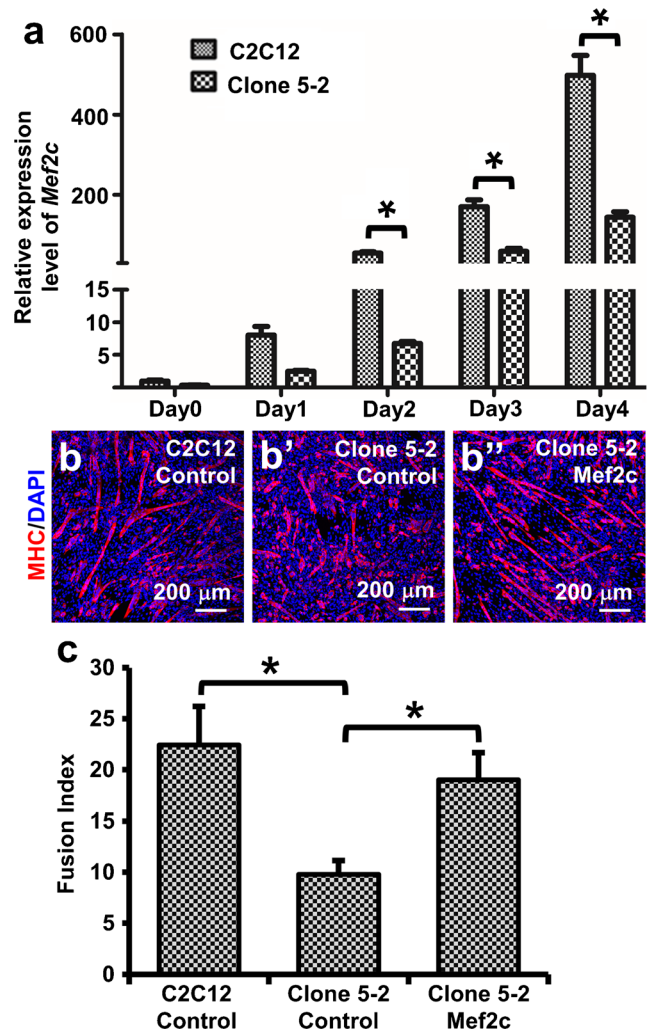 a
600
400
200
15
10
5
Relative expression
level of Mef2c
C2C12
Clone 5-2
*
*
*
Day0 Day1 Day2 Day3 Day4
MHC/DAPI
b
C2C12
Control
200 μm
b'
Clone 5-2
Control
200 μm
b''
Clone 5-2
Mef2c
200 μm
c
30
25
20
15
10
5
0
Fusion Index
*
*
C2C12
Control
Clone 5-2
Control
Clone 5-2
Mef2c